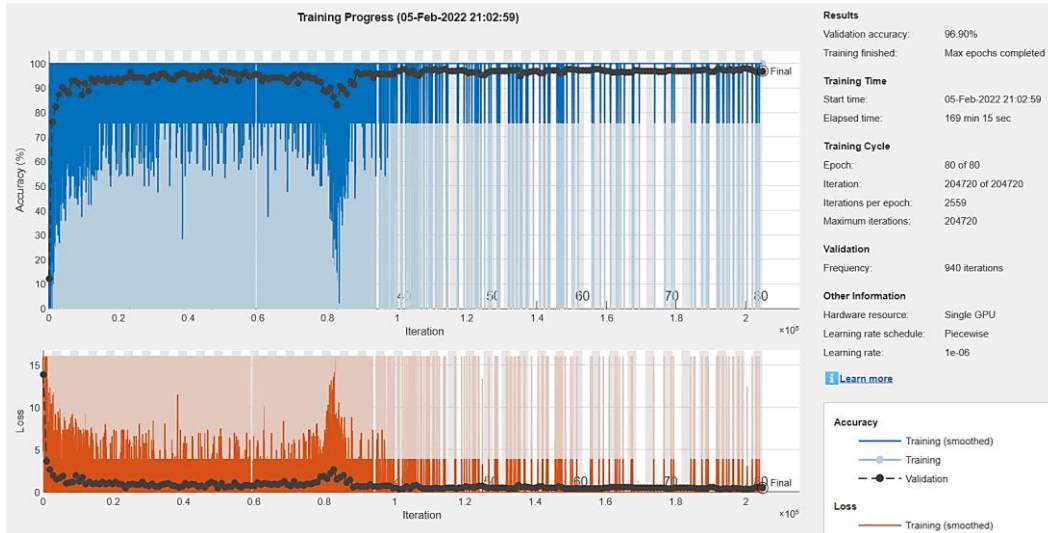 Training Progress (05-Feb-2022 21:02:59)
Accuracy (%)
100
90
80
70
60
50
40
30
20
10
0
Final
40
50
60
70
80
0 0.2 0.4 0.6 0.8 1 1.2 1.4 1.6 1.8 2
Iteration
×10⁵
Loss
15
10
5
0
Final
50
60
70
0 0.2 0.4 0.6 0.8 1 1.2 1.4 1.6 1.8 2
Iteration
×10⁵
Results
Validation accuracy: 96.90%
Training finished: Max epochs completed
Training Time
Start time: 05-Feb-2022 21:02:59
Elapsed time: 169 min 15 sec
Training Cycle
Epoch: 80 of 80
Iteration: 204720 of 204720
Iterations per epoch: 2559
Maximum iterations: 204720
Validation
Frequency: 940 iterations
Other Information
Hardware resource: Single GPU
Learning rate schedule: Piecewise
Learning rate: 1e-06
i Learn more
Accuracy
Training (smoothed)
Training
Validation
Loss
Training (smoothed)